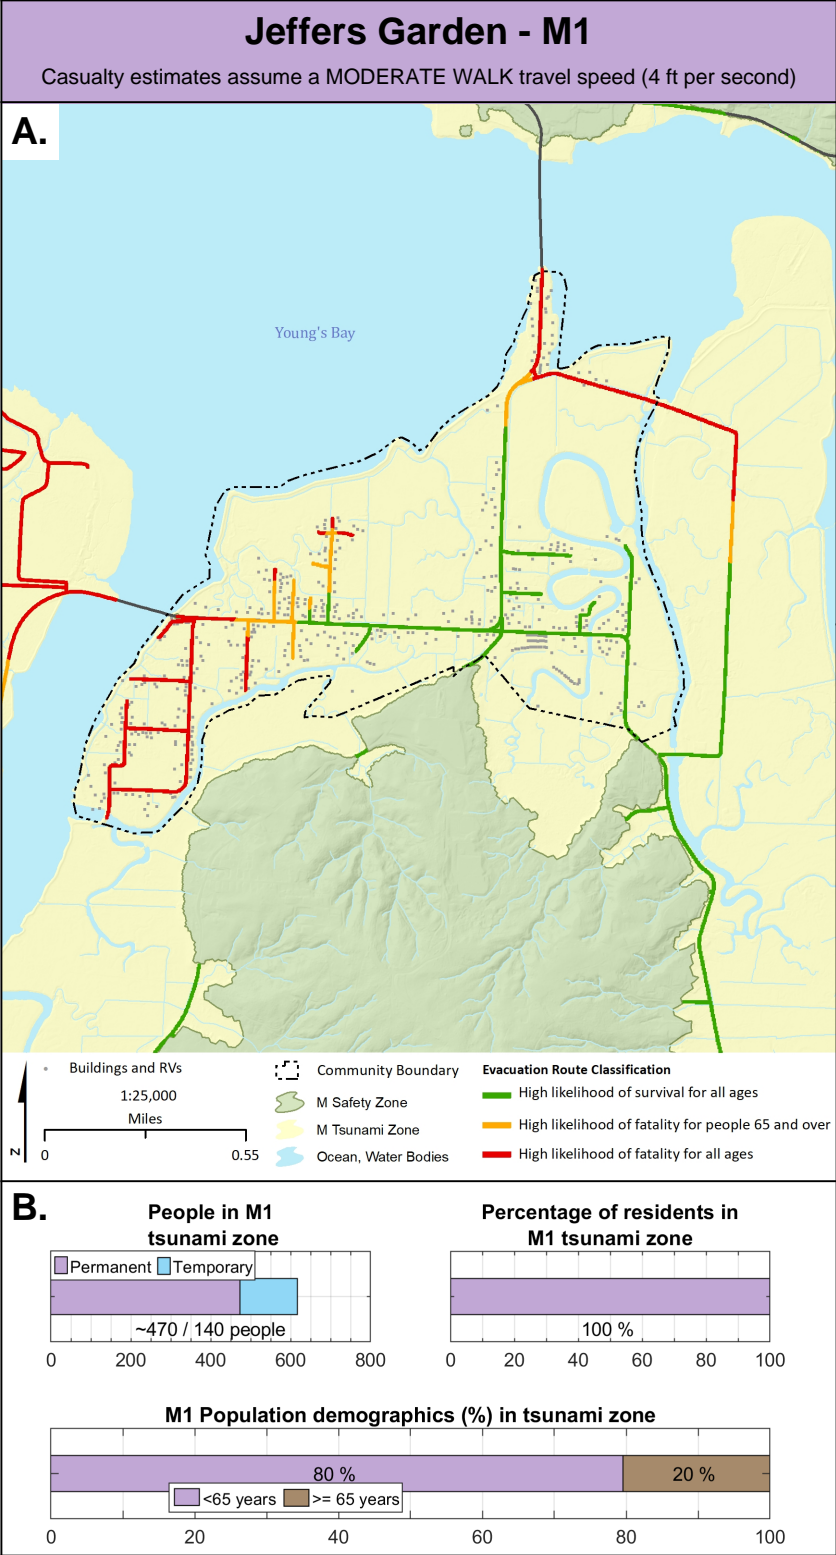 Jeffers Garden - M1
Casualty estimates assume a MODERATE WALK travel speed (4 ft per second)
A.
Young's Bay
Buildings and RVs
1:25,000
Miles
0 0.55
N
Community Boundary
M Safety Zone
M Tsunami Zone
Ocean, Water Bodies
Evacuation Route Classification
High likelihood of survival for all ages
High likelihood of fatality for people 65 and over
High likelihood of fatality for all ages
B.
People in M1
tsunami zone
Permanent Temporary
~470 / 140 people
0 200 400 600 800
Percentage of residents in
M1 tsunami zone
100 %
0 20 40 60 80 100
M1 Population demographics (%) in tsunami zone
80 % 20 %
<65 years >= 65 years
0 20 40 60 80 100